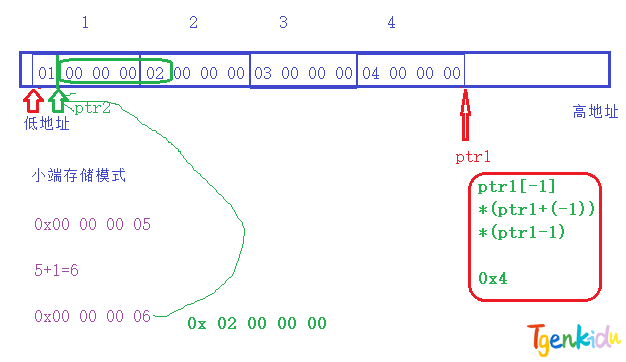 1 2 3 4
01 00 00 00 02 00 00 00 03 00 00 00 04 00 00 00
ptr2
低地址
高地址
ptr1
小端存储模式
ptr1[-1]
*(ptr1+(-1))
*(ptr1-1)
0x4
0x00 00 00 05
5+1=6
0x00 00 00 06
0x 02 00 00 00
Tgenkidu